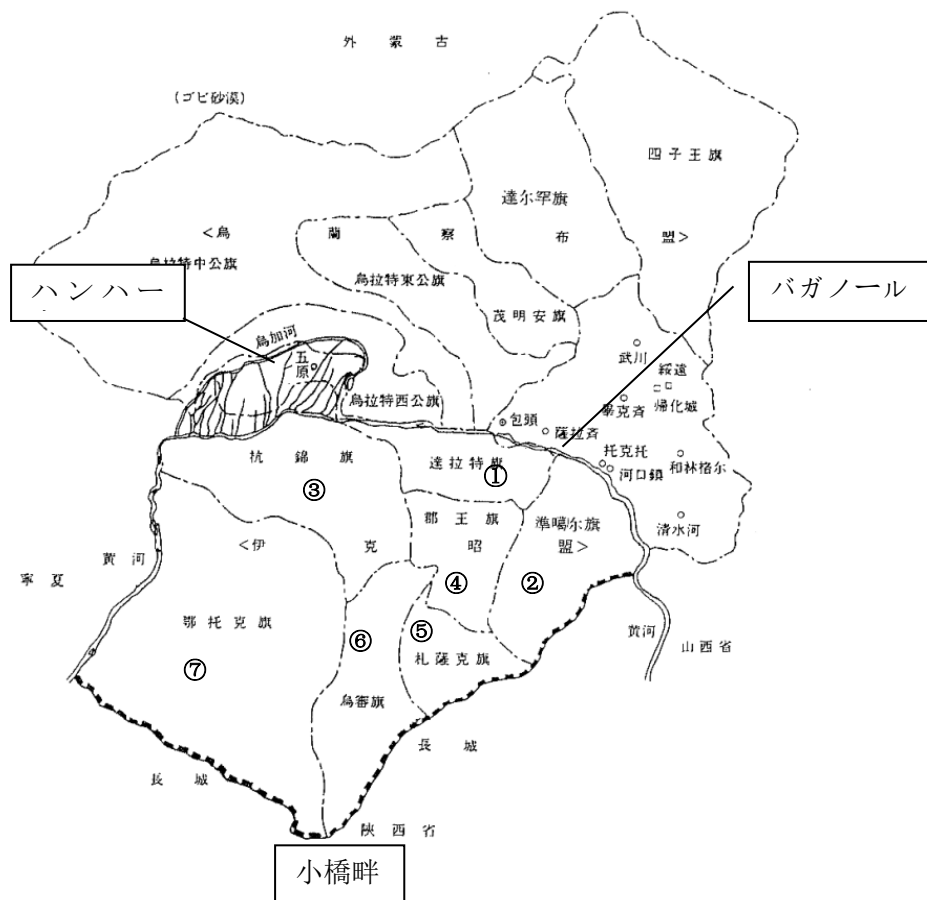 外蒙古
(ゴビ砂漠)
四子王旗
達尔罕旗
<烏 蘭 察 布 盟>
烏拉特中公旗
烏拉特東公旗
ハンハー
バガノール
茂明安旗
烏加河
五原
武川
綏遠
帰化城
烏拉特西公旗
畢克斉
包頭
薩拉斉
托克托
河口鎮
和林格尔
杭錦旗
達拉特旗
①
③
郡王旗
準噶尔旗
清水河
<伊 克 昭 盟>
黄河
寧夏
④
②
鄂托克旗
⑥
⑤
黄河
山西省
⑦
札薩克旗
烏審旗
長城
長城
陝西省
小橋畔